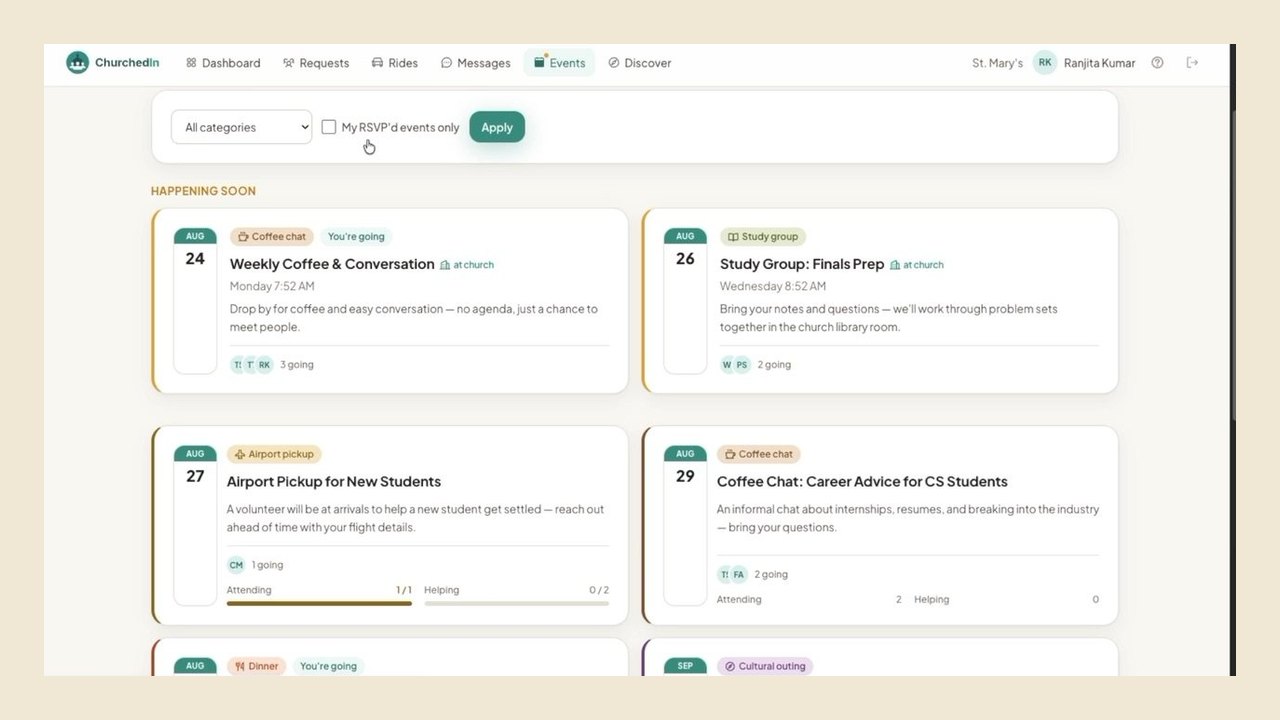 ChurchedIn Dashboard Requests Rides Messages Events Discover St. Mary's RK Ranjita Kumar
All categories My RSVP'd events only Apply
HAPPENING SOON
AUG
24
Coffee chat You're going
Weekly Coffee & Conversation at church
Monday 7:52 AM
Drop by for coffee and easy conversation — no agenda, just a chance to
meet people.
RK 3 going
AUG
26
Study group
Study Group: Finals Prep at church
Wednesday 8:52 AM
Bring your notes and questions — we'll work through problem sets
together in the church library room.
W PS 2 going
AUG
27
Airport pickup
Airport Pickup for New Students
A volunteer will be at arrivals to help a new student get settled — reach out
ahead of time with your flight details.
CM 1 going
Attending 1 / 1 Helping 0 / 2
AUG
29
Coffee chat
Coffee Chat: Career Advice for CS Students
An informal chat about internships, resumes, and breaking into the industry
— bring your questions.
FA 2 going
Attending 2 Helping 0
AUG
Dinner You're going
SEP
Cultural outing